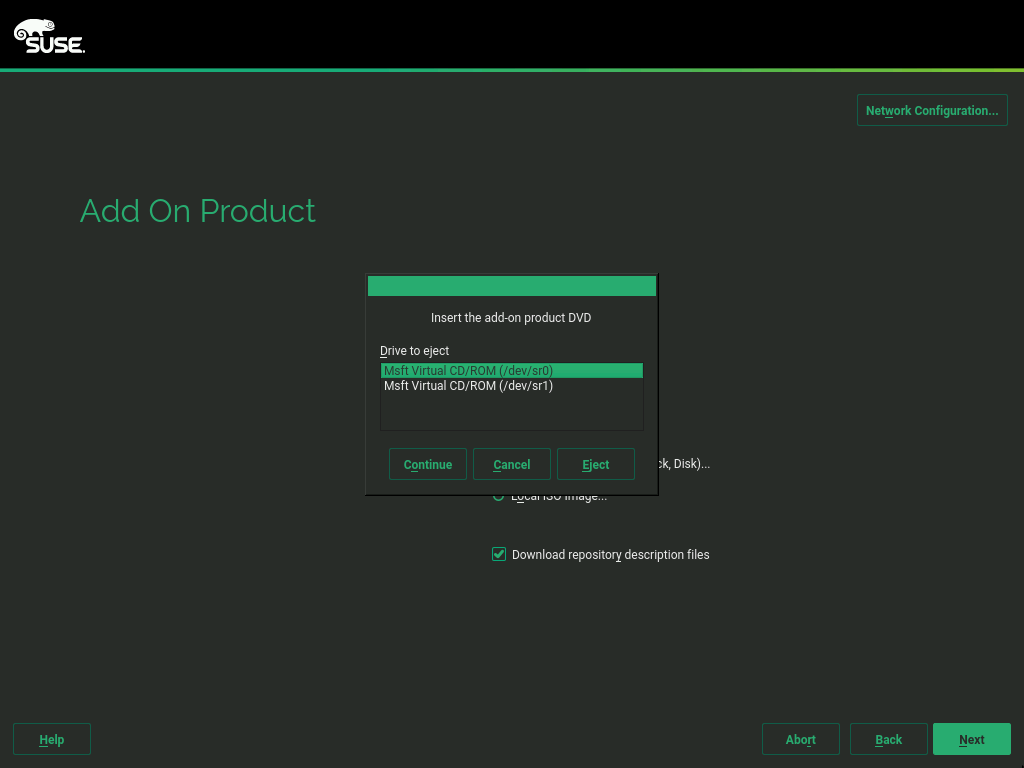 SUSE
Network Configuration...
Add On Product
Insert the add-on product DVD
Drive to eject
Msft Virtual CD/ROM (/dev/sr0)
Msft Virtual CD/ROM (/dev/sr1)
Continue Cancel Eject
ck, Disk)...
Local ISO Image...
Download repository description files
Help Abort Back Next